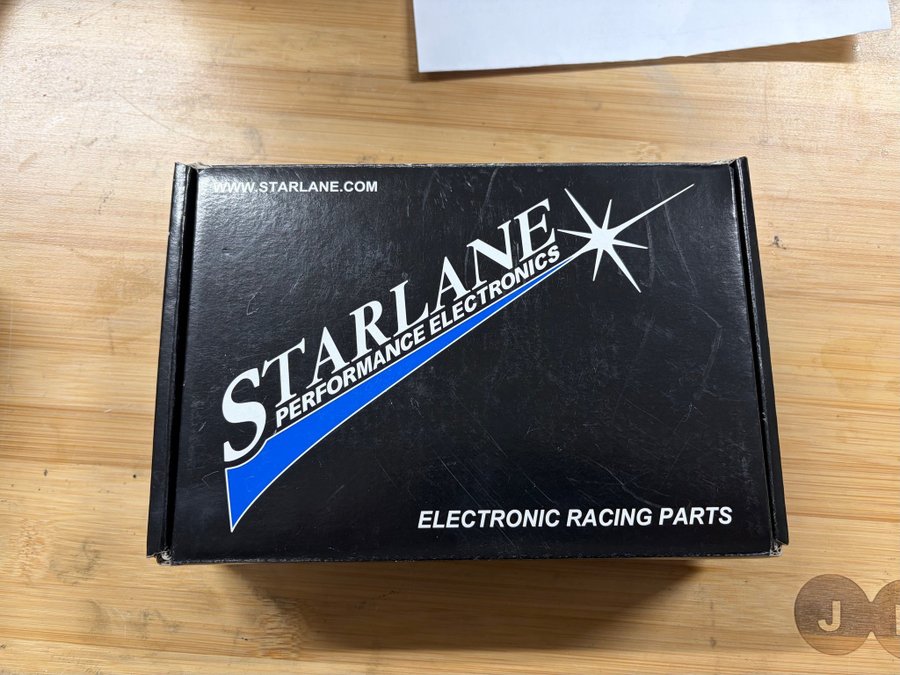 WWW.STARLANE.COM
STARLANE
PERFORMANCE ELECTRONICS
ELECTRONIC RACING PARTS
J